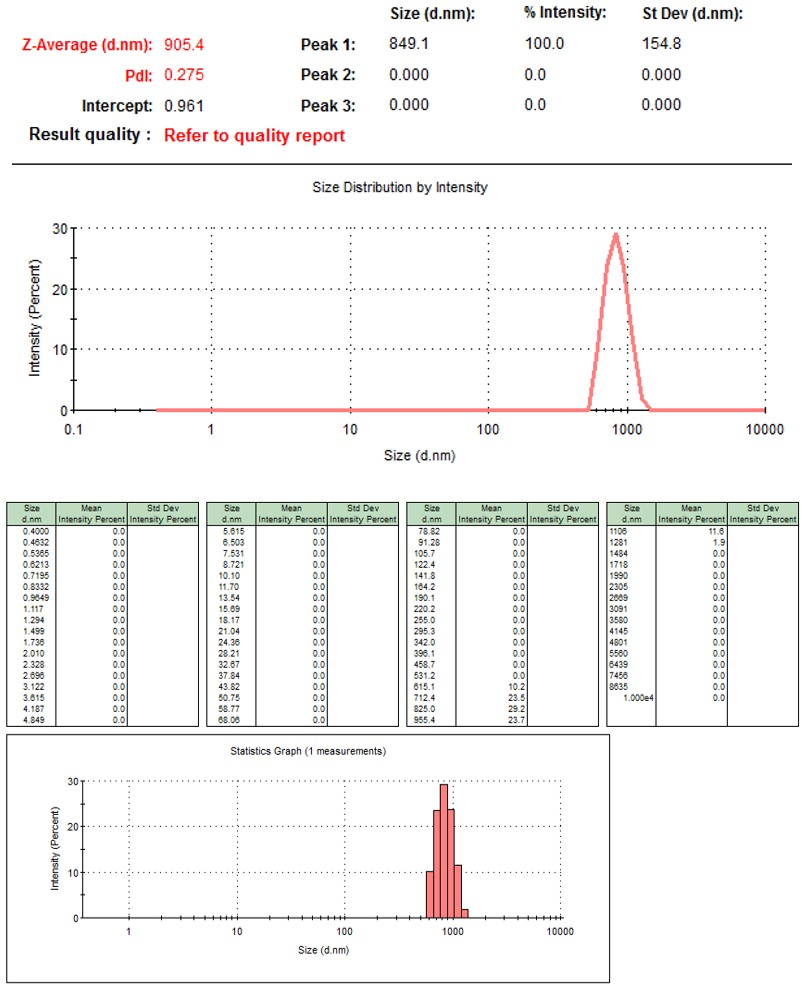 Size (d.nm): % Intensity: St Dev (d.nm):
Z-Average (d.nm): 905.4 Peak 1: 849.1 100.0 154.8
PdI: 0.275 Peak 2: 0.000 0.0 0.000
Intercept: 0.961 Peak 3: 0.000 0.0 0.000
Result quality : Refer to quality report
Size Distribution by Intensity
30
20
10
0
Intensity (Percent)
0.1 1 10 100 1000 10000
Size (d.nm)
Size Mean Std Dev Size Mean Std Dev Size Mean Std Dev Size Mean Std Dev
d.nm Intensity Percent Intensity Percent d.nm Intensity Percent Intensity Percent d.nm Intensity Percent Intensity Percent d.nm Intensity Percent Intensity Percent
0.4000 0.0 5.615 0.0 78.82 0.0 1106 11.6
0.4632 0.0 6.503 0.0 91.28 0.0 1281 1.9
0.5365 0.0 7.531 0.0 105.7 0.0 1484 0.0
0.6213 0.0 8.721 0.0 122.4 0.0 1718 0.0
0.7195 0.0 10.10 0.0 141.8 0.0 1990 0.0
0.8332 0.0 11.70 0.0 164.2 0.0 2305 0.0
0.9649 0.0 13.54 0.0 190.1 0.0 2669 0.0
1.117 0.0 15.69 0.0 220.2 0.0 3091 0.0
1.294 0.0 18.17 0.0 255.0 0.0 3580 0.0
1.499 0.0 21.04 0.0 295.3 0.0 4145 0.0
1.736 0.0 24.36 0.0 342.0 0.0 4801 0.0
2.010 0.0 28.21 0.0 396.1 0.0 5560 0.0
2.328 0.0 32.67 0.0 458.7 0.0 6439 0.0
2.696 0.0 37.84 0.0 531.2 0.0 7456 0.0
3.122 0.0 43.82 0.0 615.1 10.2 8635 0.0
3.615 0.0 50.75 0.0 712.4 23.5 1.000e4 0.0
4.187 0.0 58.77 0.0 825.0 29.2
4.849 0.0 68.06 0.0 955.4 23.7
Statistics Graph (1 measurements)
30
20
10
0
Intensity (Percent)
1 10 100 1000 10000
Size (d.nm)